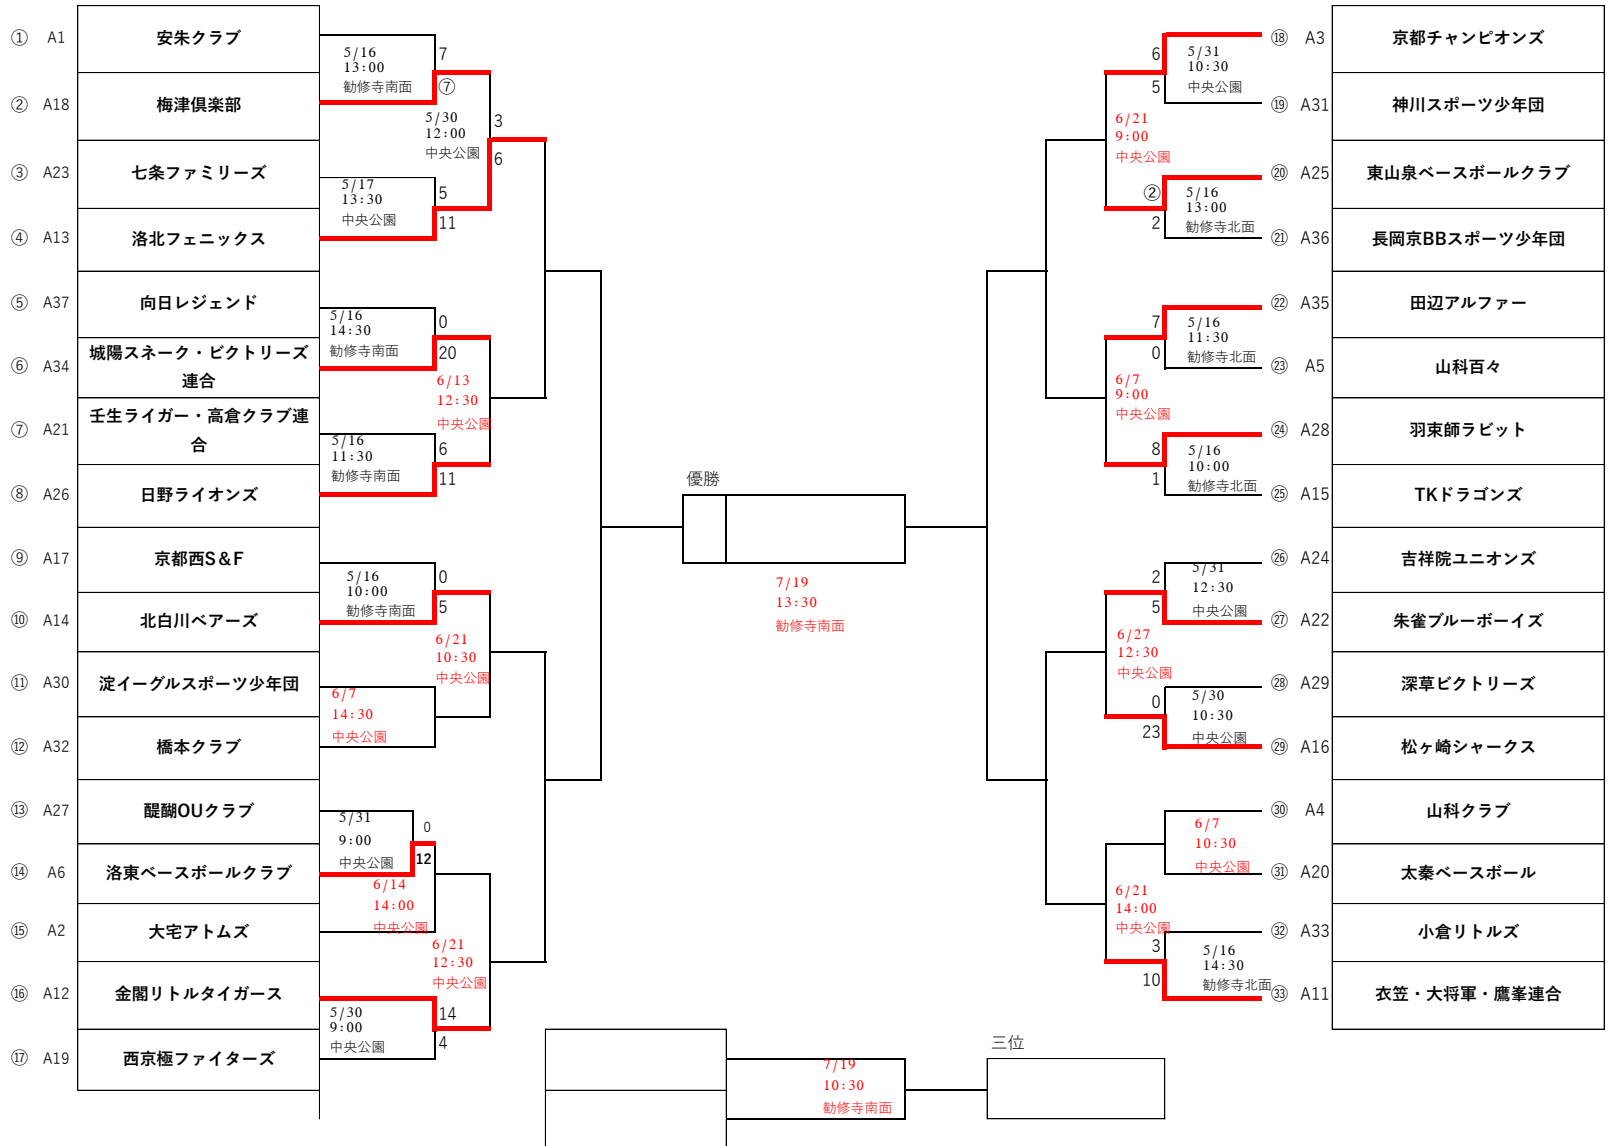 ① A1 安朱クラブ
② A18 梅津倶楽部
③ A23 七条ファミリーズ
④ A13 洛北フェニックス
⑤ A37 向日レジェンド
⑥ A34 城陽スネーク・ビクトリーズ
連合
⑦ A21 壬生ライガー・高倉クラブ連
合
⑧ A26 日野ライオンズ
⑨ A17 京都西S＆F
⑩ A14 北白川ベアーズ
⑪ A30 淀イーグルスポーツ少年団
⑫ A32 橋本クラブ
⑬ A27 醍醐OUクラブ
⑭ A6 洛東ベースボールクラブ
⑮ A2 大宅アトムズ
⑯ A12 金閣リトルタイガース
⑰ A19 西京極ファイターズ
5/16
13:00
勧修寺南面
7
⑦
5/30
12:00
中央公園
3
6
5/17
13:30
中央公園
5
11
5/16
14:30
勧修寺南面
0
20
6/13
12:30
中央公園
5/16
11:30
勧修寺南面
6
11
5/16
10:00
勧修寺南面
0
5
6/21
10:30
中央公園
6/7
14:30
中央公園
5/31
9:00
中央公園
0
12
6/14
14:00
中央公園
6/21
12:30
中央公園
5/30
9:00
中央公園
14
4
優勝
7/19
13:30
勧修寺南面
7/19
10:30
勧修寺南面
三位
6
5
5/31
10:30
中央公園
6/21
9:00
中央公園
②
2
5/16
13:00
勧修寺北面
7
0
5/16
11:30
勧修寺北面
6/7
9:00
中央公園
8
1
5/16
10:00
勧修寺北面
2
5
5/31
12:30
中央公園
6/27
12:30
中央公園
0
23
5/30
10:30
中央公園
6/7
10:30
中央公園
6/21
14:00
中央公園
3
10
5/16
14:30
勧修寺北面
⑱ A3 京都チャンピオンズ
⑲ A31 神川スポーツ少年団
⑳ A25 東山泉ベースボールクラブ
㉑ A36 長岡京BBスポーツ少年団
㉒ A35 田辺アルファー
㉓ A5 山科百々
㉔ A28 羽束師ラビット
㉕ A15 TKドラゴンズ
㉖ A24 吉祥院ユニオンズ
㉗ A22 朱雀ブルーボーイズ
㉘ A29 深草ビクトリーズ
㉙ A16 松ヶ崎シャークス
㉚ A4 山科クラブ
㉛ A20 太秦ベースボール
㉜ A33 小倉リトルズ
㉝ A11 衣笠・大将軍・鷹峯連合